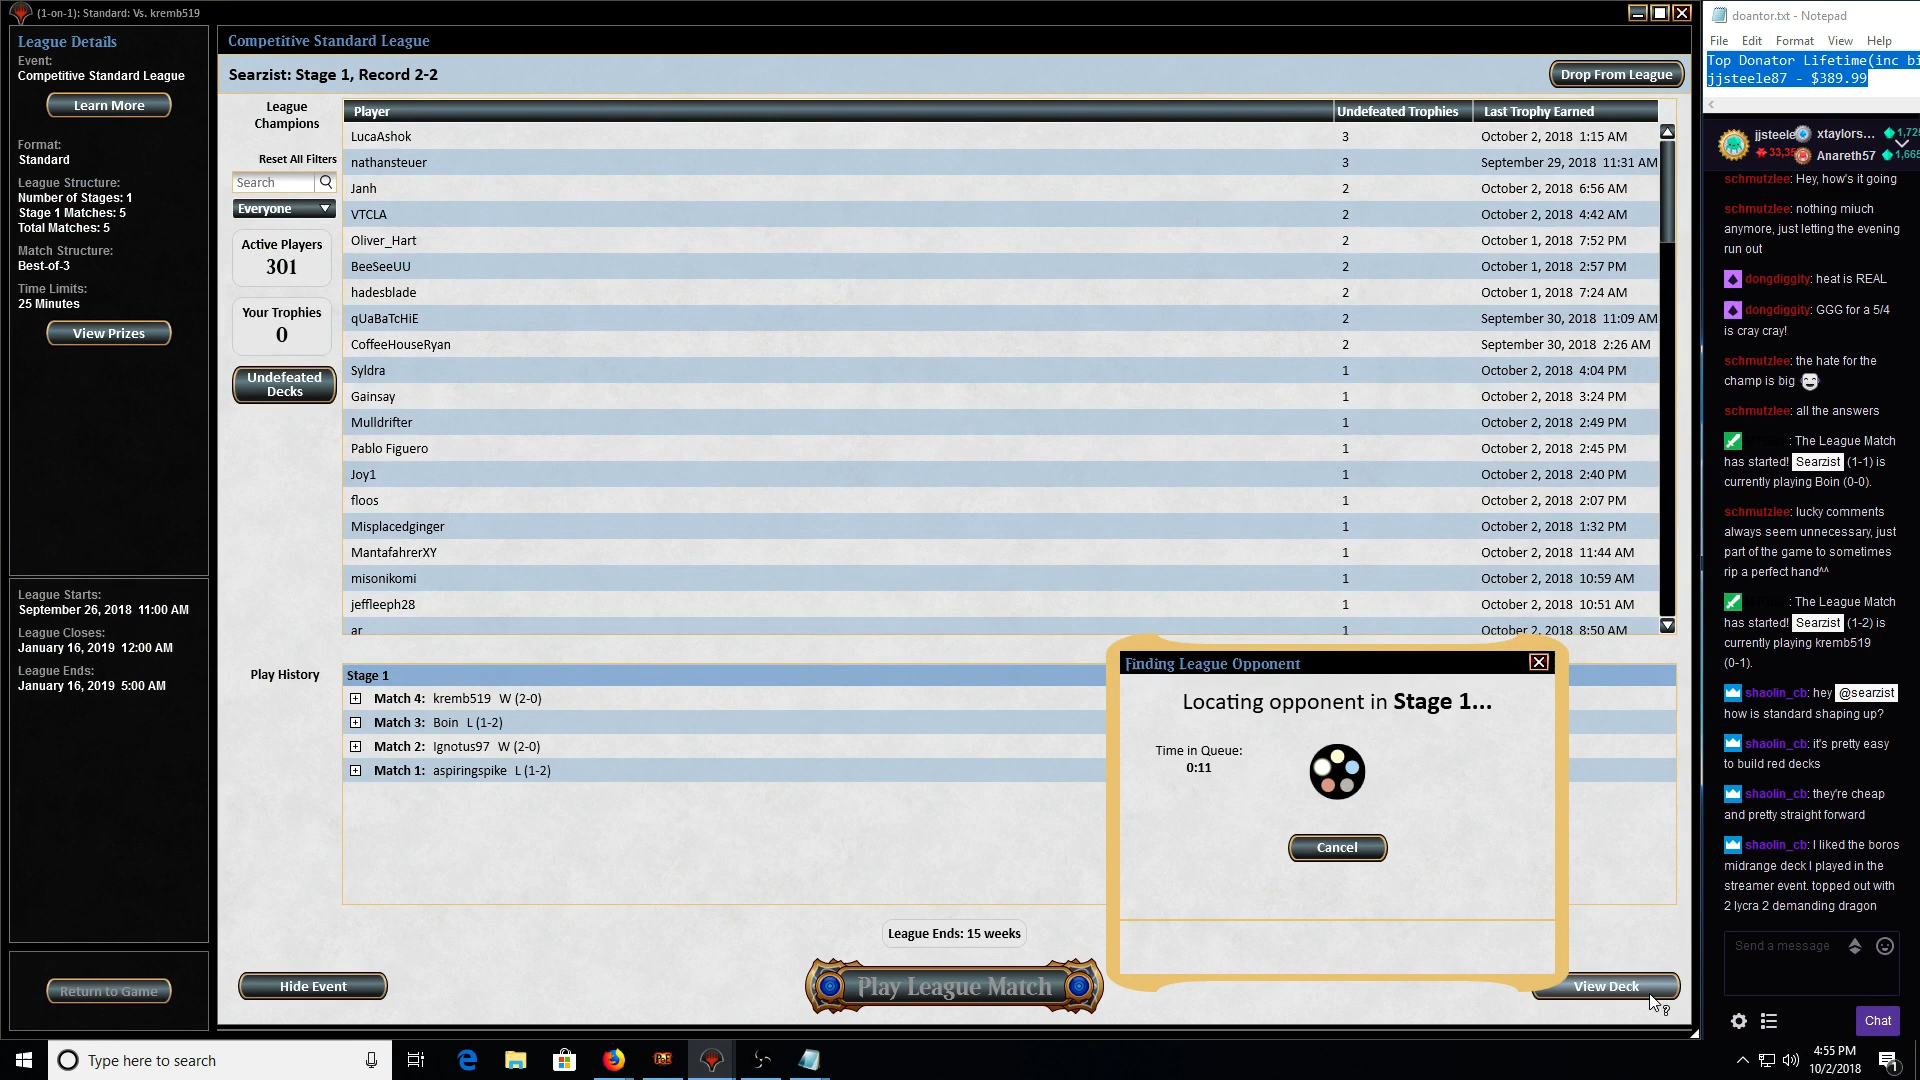 (1-on-1): Standard: Vs. kremb519
League Details
Event:
Competitive Standard League
Learn More
Format:
Standard
League Structure:
Number of Stages: 1
Stage 1 Matches: 5
Total Matches: 5
Match Structure:
Best-of-3
Time Limits:
25 Minutes
View Prizes
League Starts:
September 26, 2018 11:00 AM
League Closes:
January 16, 2019 12:00 AM
League Ends:
January 16, 2019 5:00 AM
Return to Game
Competitive Standard League
Searzist: Stage 1, Record 2-2
Drop From League
League
Champions
Reset All Filters
Search
Everyone
Active Players
301
Your Trophies
0
Undefeated
Decks
Player Undefeated Trophies Last Trophy Earned
LucaAshok 3 October 2, 2018 1:15 AM
nathansteuer 3 September 29, 2018 11:31 AM
Janh 2 October 2, 2018 6:56 AM
VTCLA 2 October 2, 2018 4:42 AM
Oliver_Hart 2 October 1, 2018 7:52 PM
BeeSeeUU 2 October 1, 2018 2:57 PM
hadesblade 2 October 1, 2018 7:24 AM
qUaBaTcHiE 2 September 30, 2018 11:09 AM
CoffeeHouseRyan 2 September 30, 2018 2:26 AM
Syldra 1 October 2, 2018 4:04 PM
Gainsay 1 October 2, 2018 3:24 PM
Mulldrifter 1 October 2, 2018 2:49 PM
Pablo Figuero 1 October 2, 2018 2:45 PM
Joy1 1 October 2, 2018 2:40 PM
floos 1 October 2, 2018 2:07 PM
Misplacedginger 1 October 2, 2018 1:32 PM
MantafahrerXY 1 October 2, 2018 11:44 AM
misonikomi 1 October 2, 2018 10:59 AM
jeffleeph28 1 October 2, 2018 10:51 AM
ar 1 October 2, 2018 8:50 AM
Play History
Stage 1
Match 4: kremb519 W (2-0)
Match 3: Boin L (1-2)
Match 2: Ignotus97 W (2-0)
Match 1: aspiringspike L (1-2)
Finding League Opponent
Locating opponent in Stage 1...
Time in Queue:
0:11
Cancel
League Ends: 15 weeks
Hide Event
Play League Match
View Deck
doantor.txt - Notepad
File Edit Format View Help
Top Donator Lifetime(inc bi
jjsteele87 - $389.99
jjsteele xtaylors... 1,725
33,35 Anareth57 1,665
schmutzlee: Hey, how's it going
schmutzlee: nothing miuch
anymore, just letting the evening
run out
dongdiggity: heat is REAL
dongdiggity: GGG for a 5/4
is cray cray!
schmutzlee: the hate for the
champ is big
schmutzlee: all the answers
: The League Match
has started! Searzist (1-1) is
currently playing Boin (0-0).
schmutzlee: lucky comments
always seem unnecessary, just
part of the game to sometimes
rip a perfect hand^^
: The League Match
has started! Searzist (1-2) is
currently playing kremb519
(0-1).
shaolin_cb: hey @searzist
how is standard shaping up?
shaolin_cb: it's pretty easy
to build red decks
shaolin_cb: they're cheap
and pretty straight forward
shaolin_cb: I liked the boros
midrange deck I played in the
streamer event. topped out with
2 lycra 2 demanding dragon
Send a message
Chat
Type here to search
PoE
4:55 PM
10/2/2018
1